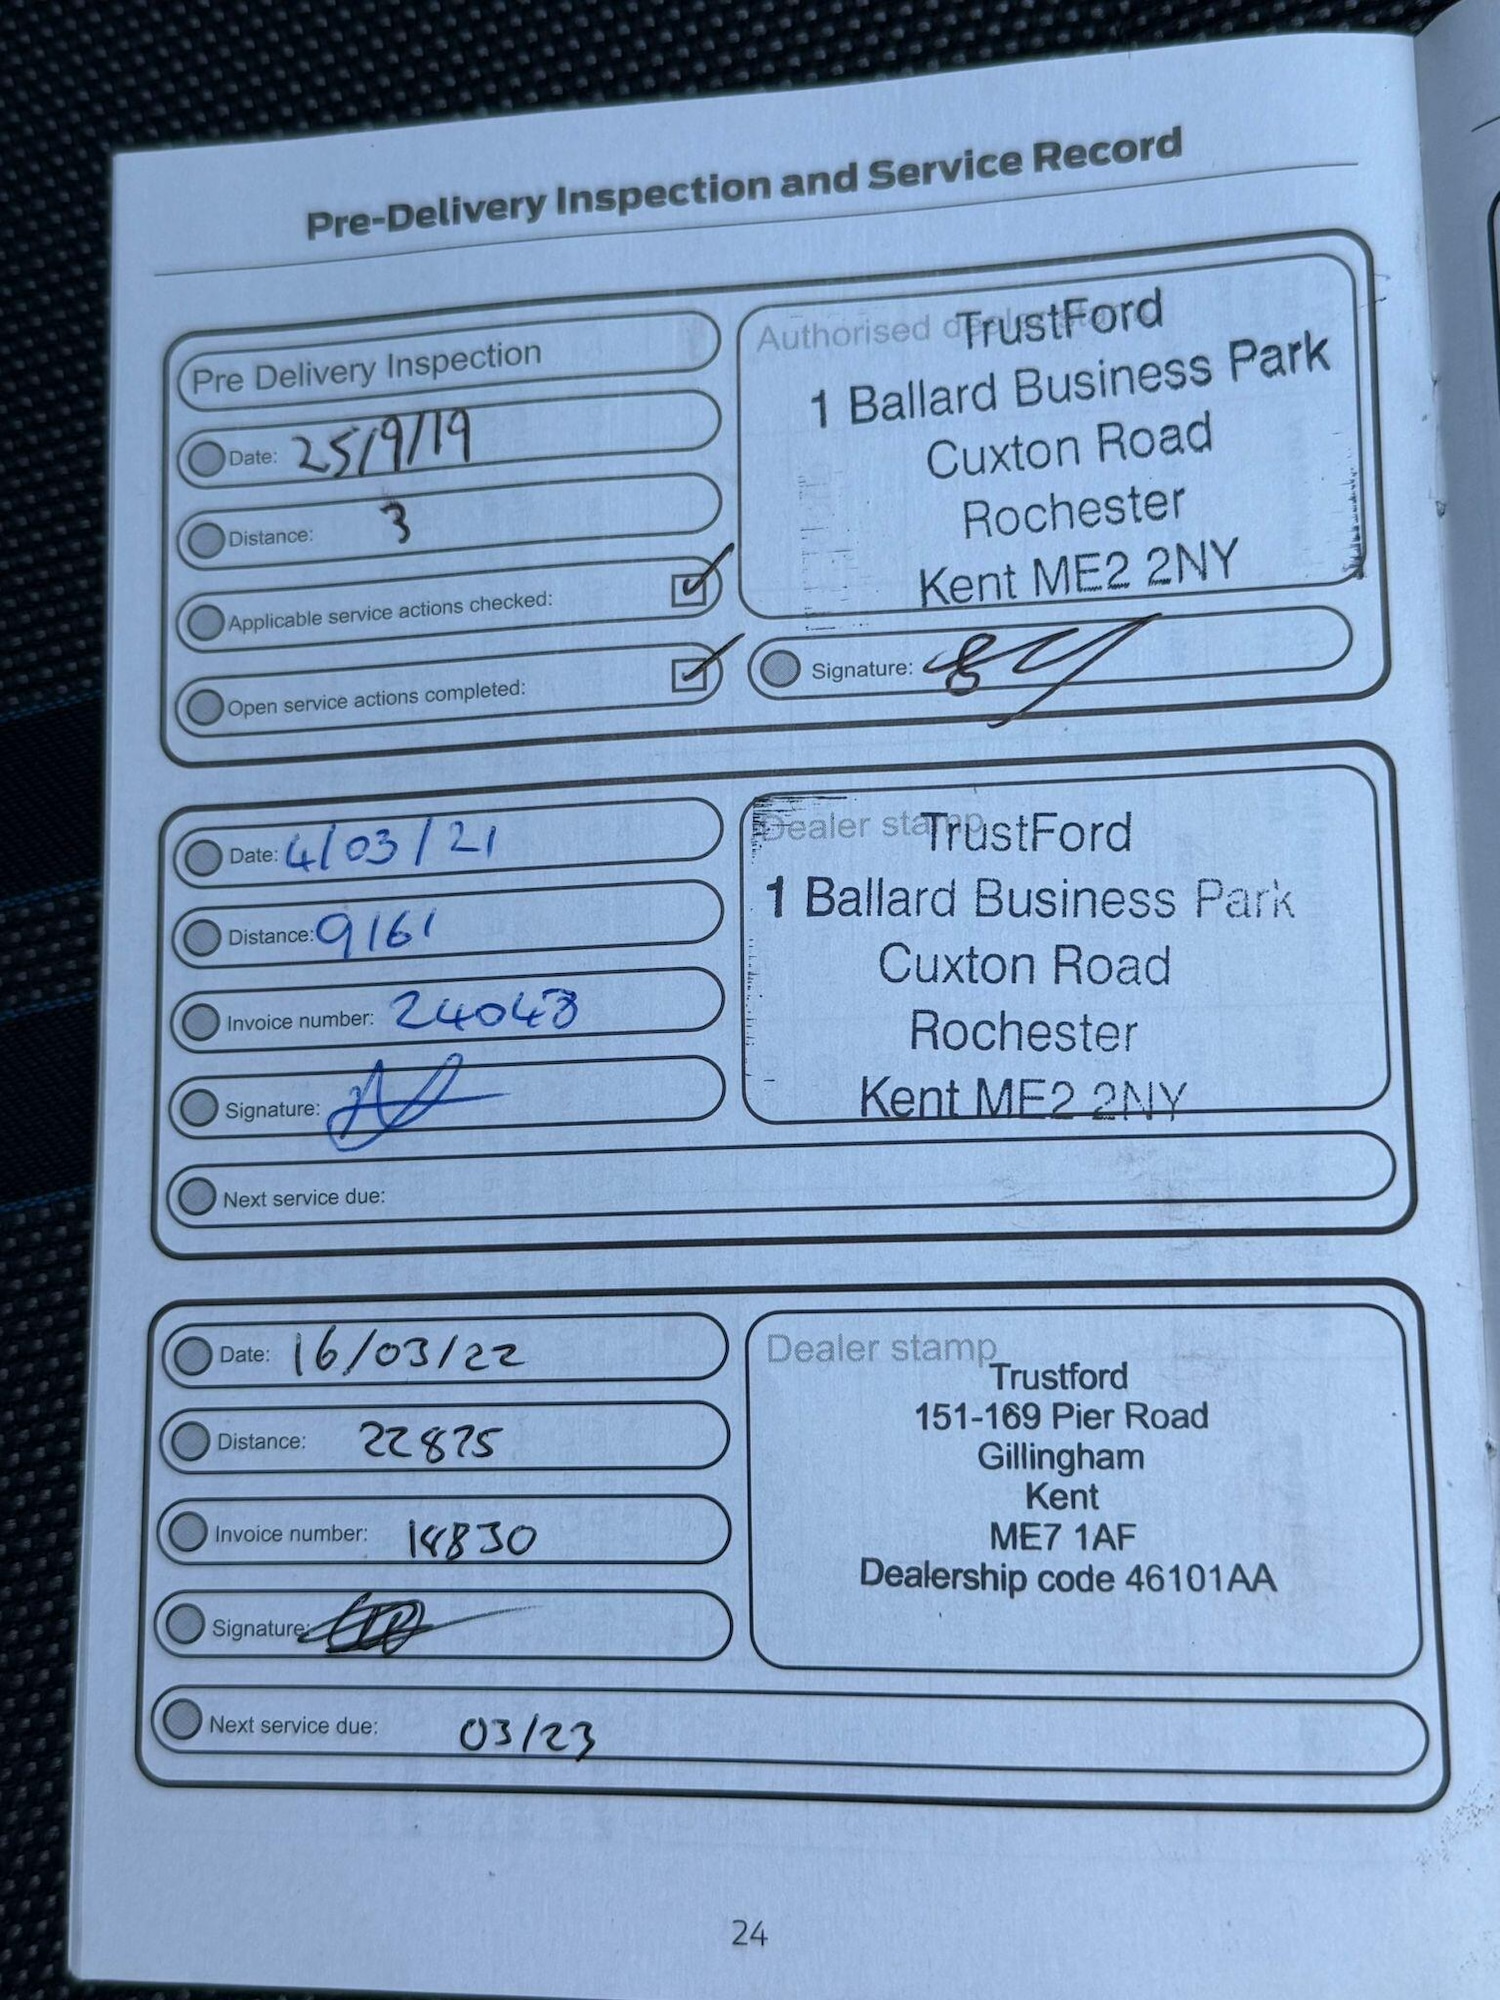 Pre-Delivery Inspection and Service Record
Pre Delivery Inspection
Date: 25/9/19
Distance: 3
Applicable service actions checked:
Open service actions completed:
Authorised dealer stamp
TrustFord
1 Ballard Business Park
Cuxton Road
Rochester
Kent ME2 2NY
Signature:
Date: 4/03/21
Distance: 9161
Invoice number:
Signature:
Next service due:
Dealer stamp
TrustFord
1 Ballard Business Park
Cuxton Road
Rochester
Kent ME2 2NY
Date: 16/03/22
Distance: 22875
Invoice number:
Signature:
Next service due: 03/23
Dealer stamp
Trustford
151-169 Pier Road
Gillingham
Kent
ME7 1AF
Dealership code 46101AA
24